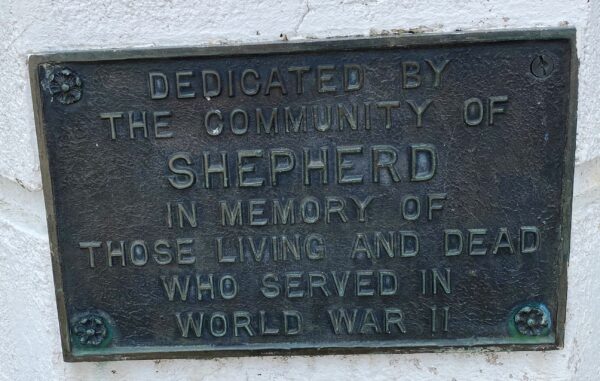 DEDICATED BY
THE COMMUNITY OF
SHEPHERD
IN MEMORY OF
THOSE LIVING AND DEAD
WHO SERVED IN
WORLD WAR II